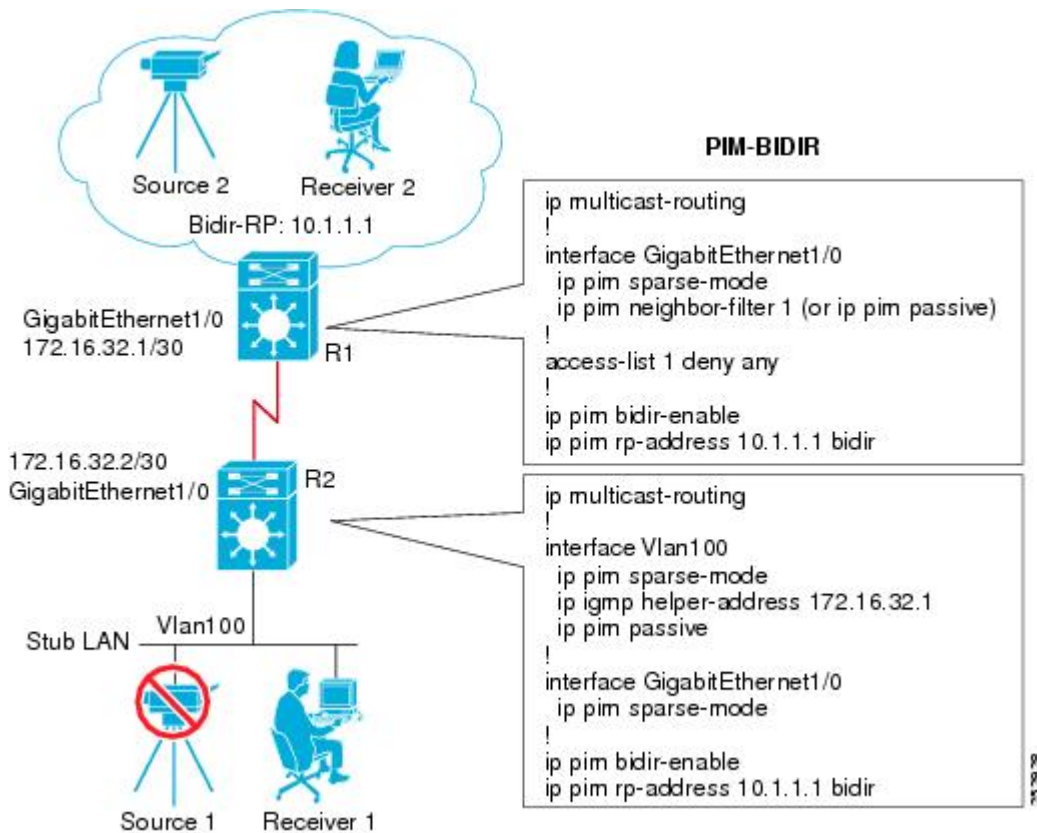 Source 2
Receiver 2
Bidir-RP: 10.1.1.1
GigabitEthernet1/0
172.16.32.1/30
R1
172.16.32.2/30
GigabitEthernet1/0
R2
Vlan100
Stub LAN
Source 1
Receiver 1
PIM-BIDIR
ip multicast-routing
!
interface GigabitEthernet1/0
ip pim sparse-mode
ip pim neighbor-filter 1 (or ip pim passive)
!
access-list 1 deny any
!
ip pim bidir-enable
ip pim rp-address 10.1.1.1 bidir
ip multicast-routing
!
interface Vlan100
ip pim sparse-mode
ip igmp helper-address 172.16.32.1
ip pim passive
!
interface GigabitEthernet1/0
ip pim sparse-mode
!
ip pim bidir-enable
ip pim rp-address 10.1.1.1 bidir